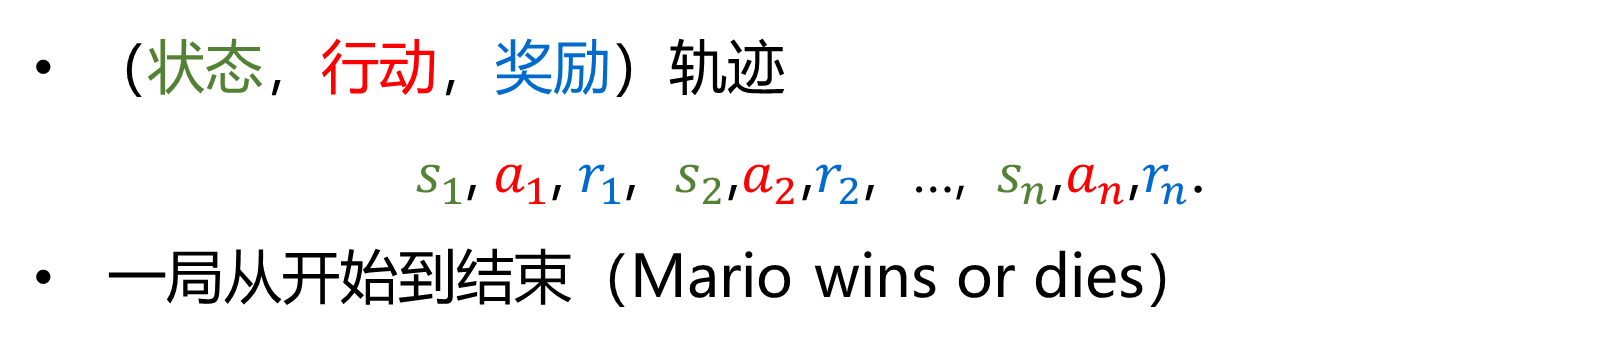 • （状态，行动，奖励）轨迹
s₁, a₁, r₁, s₂,a₂,r₂, …, sₙ,aₙ,rₙ.
• 一局从开始到结束（Mario wins or dies）